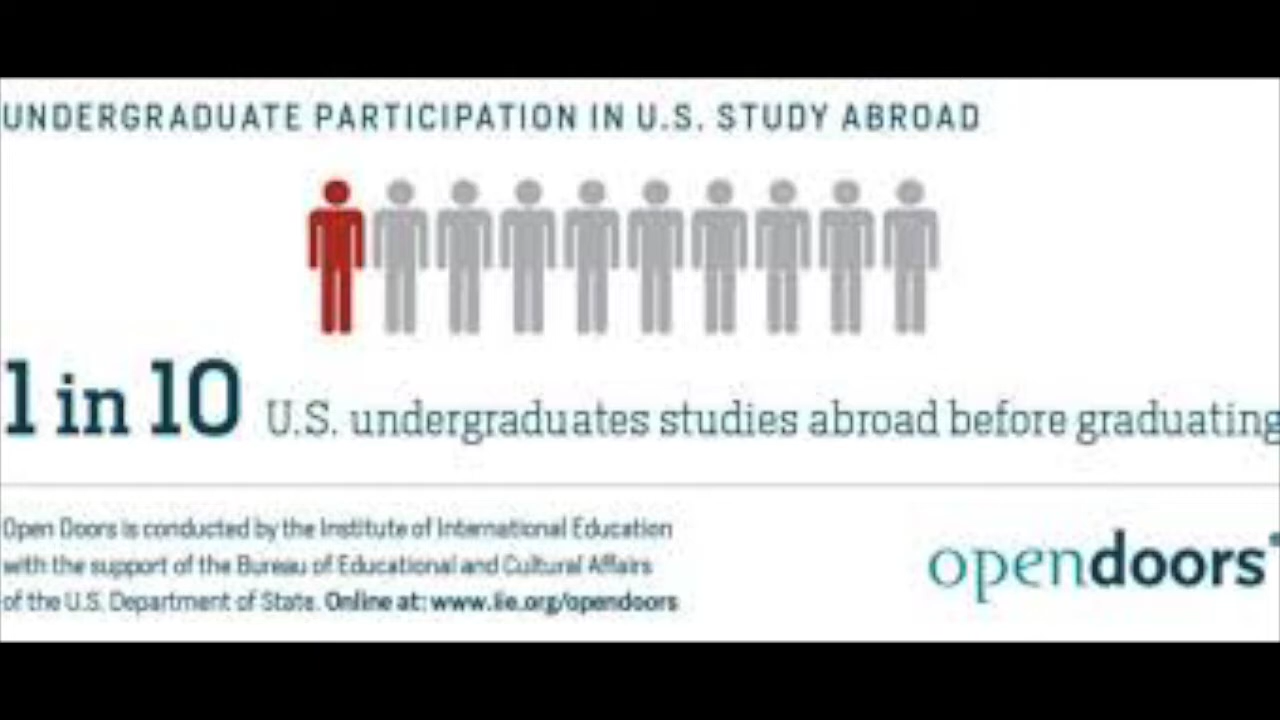 UNDERGRADUATE PARTICIPATION IN U.S. STUDY ABROAD
1 in 10 U.S. undergraduates studies abroad before graduating
Open Doors is conducted by the Institute of International Education
with the support of the Bureau of Educational and Cultural Affairs
of the U.S. Department of State. Online at: www.iie.org/opendoors
opendoors